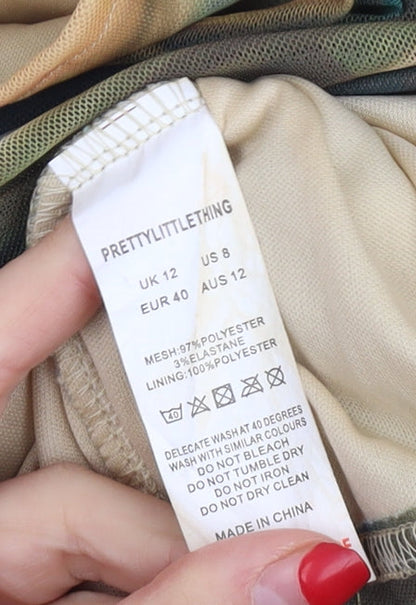 PRETTYLITTLETHING
UK 12 US 8
EUR 40 AUS 12
MESH:97%POLYESTER
3%ELASTANE
LINING:100%POLYESTER
40
DELECATE WASH AT 40 DEGREES
WASH WITH SIMILAR COLOURS
DO NOT BLEACH
DO NOT TUMBLE DRY
DO NOT IRON
DO NOT DRY CLEAN
MADE IN CHINA